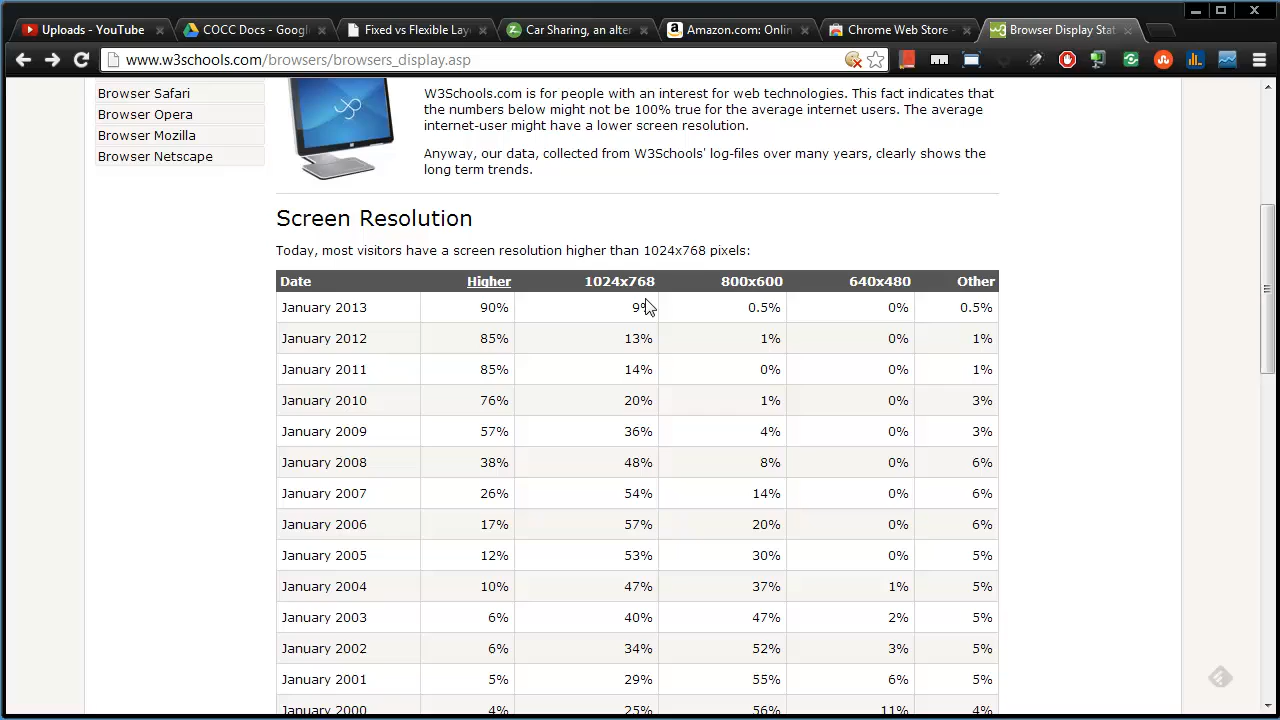 Uploads - YouTube
COCC Docs - Googl
Fixed vs Flexible Lay
Car Sharing, an alter
Amazon.com: Onlin
Chrome Web Store -
Browser Display Stat
www.w3schools.com/browsers/browsers_display.asp
Browser Safari
Browser Opera
Browser Mozilla
Browser Netscape
W3Schools.com is for people with an interest for web technologies. This fact indicates that
the numbers below might not be 100% true for the average internet users. The average
internet-user might have a lower screen resolution.
Anyway, our data, collected from W3Schools' log-files over many years, clearly shows the
long term trends.
Screen Resolution
Today, most visitors have a screen resolution higher than 1024x768 pixels:
Date Higher 1024x768 800x600 640x480 Other
January 2013 90% 9% 0.5% 0% 0.5%
January 2012 85% 13% 1% 0% 1%
January 2011 85% 14% 0% 0% 1%
January 2010 76% 20% 1% 0% 3%
January 2009 57% 36% 4% 0% 3%
January 2008 38% 48% 8% 0% 6%
January 2007 26% 54% 14% 0% 6%
January 2006 17% 57% 20% 0% 6%
January 2005 12% 53% 30% 0% 5%
January 2004 10% 47% 37% 1% 5%
January 2003 6% 40% 47% 2% 5%
January 2002 6% 34% 52% 3% 5%
January 2001 5% 29% 55% 6% 5%
January 2000 4% 25% 56% 11% 4%